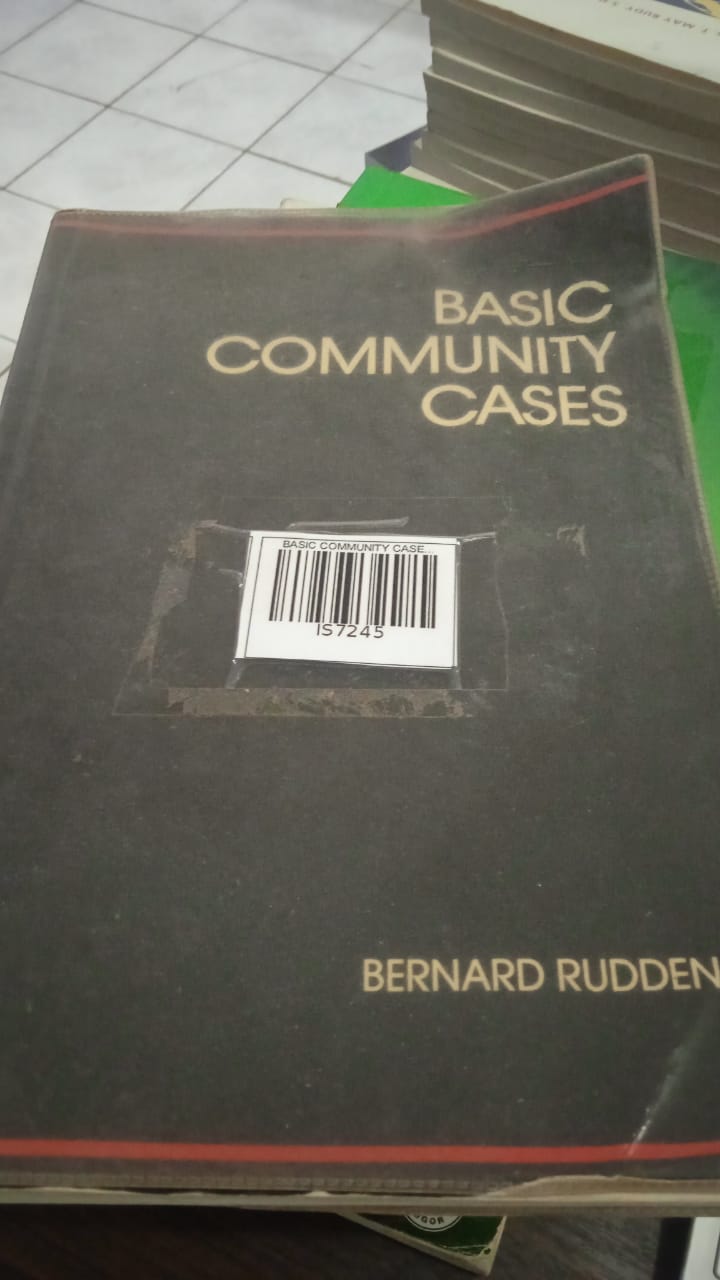 BASIC
COMMUNITY
CASES
BASIC COMMUNITY CASE...
IS7245
BERNARD RUDDEN